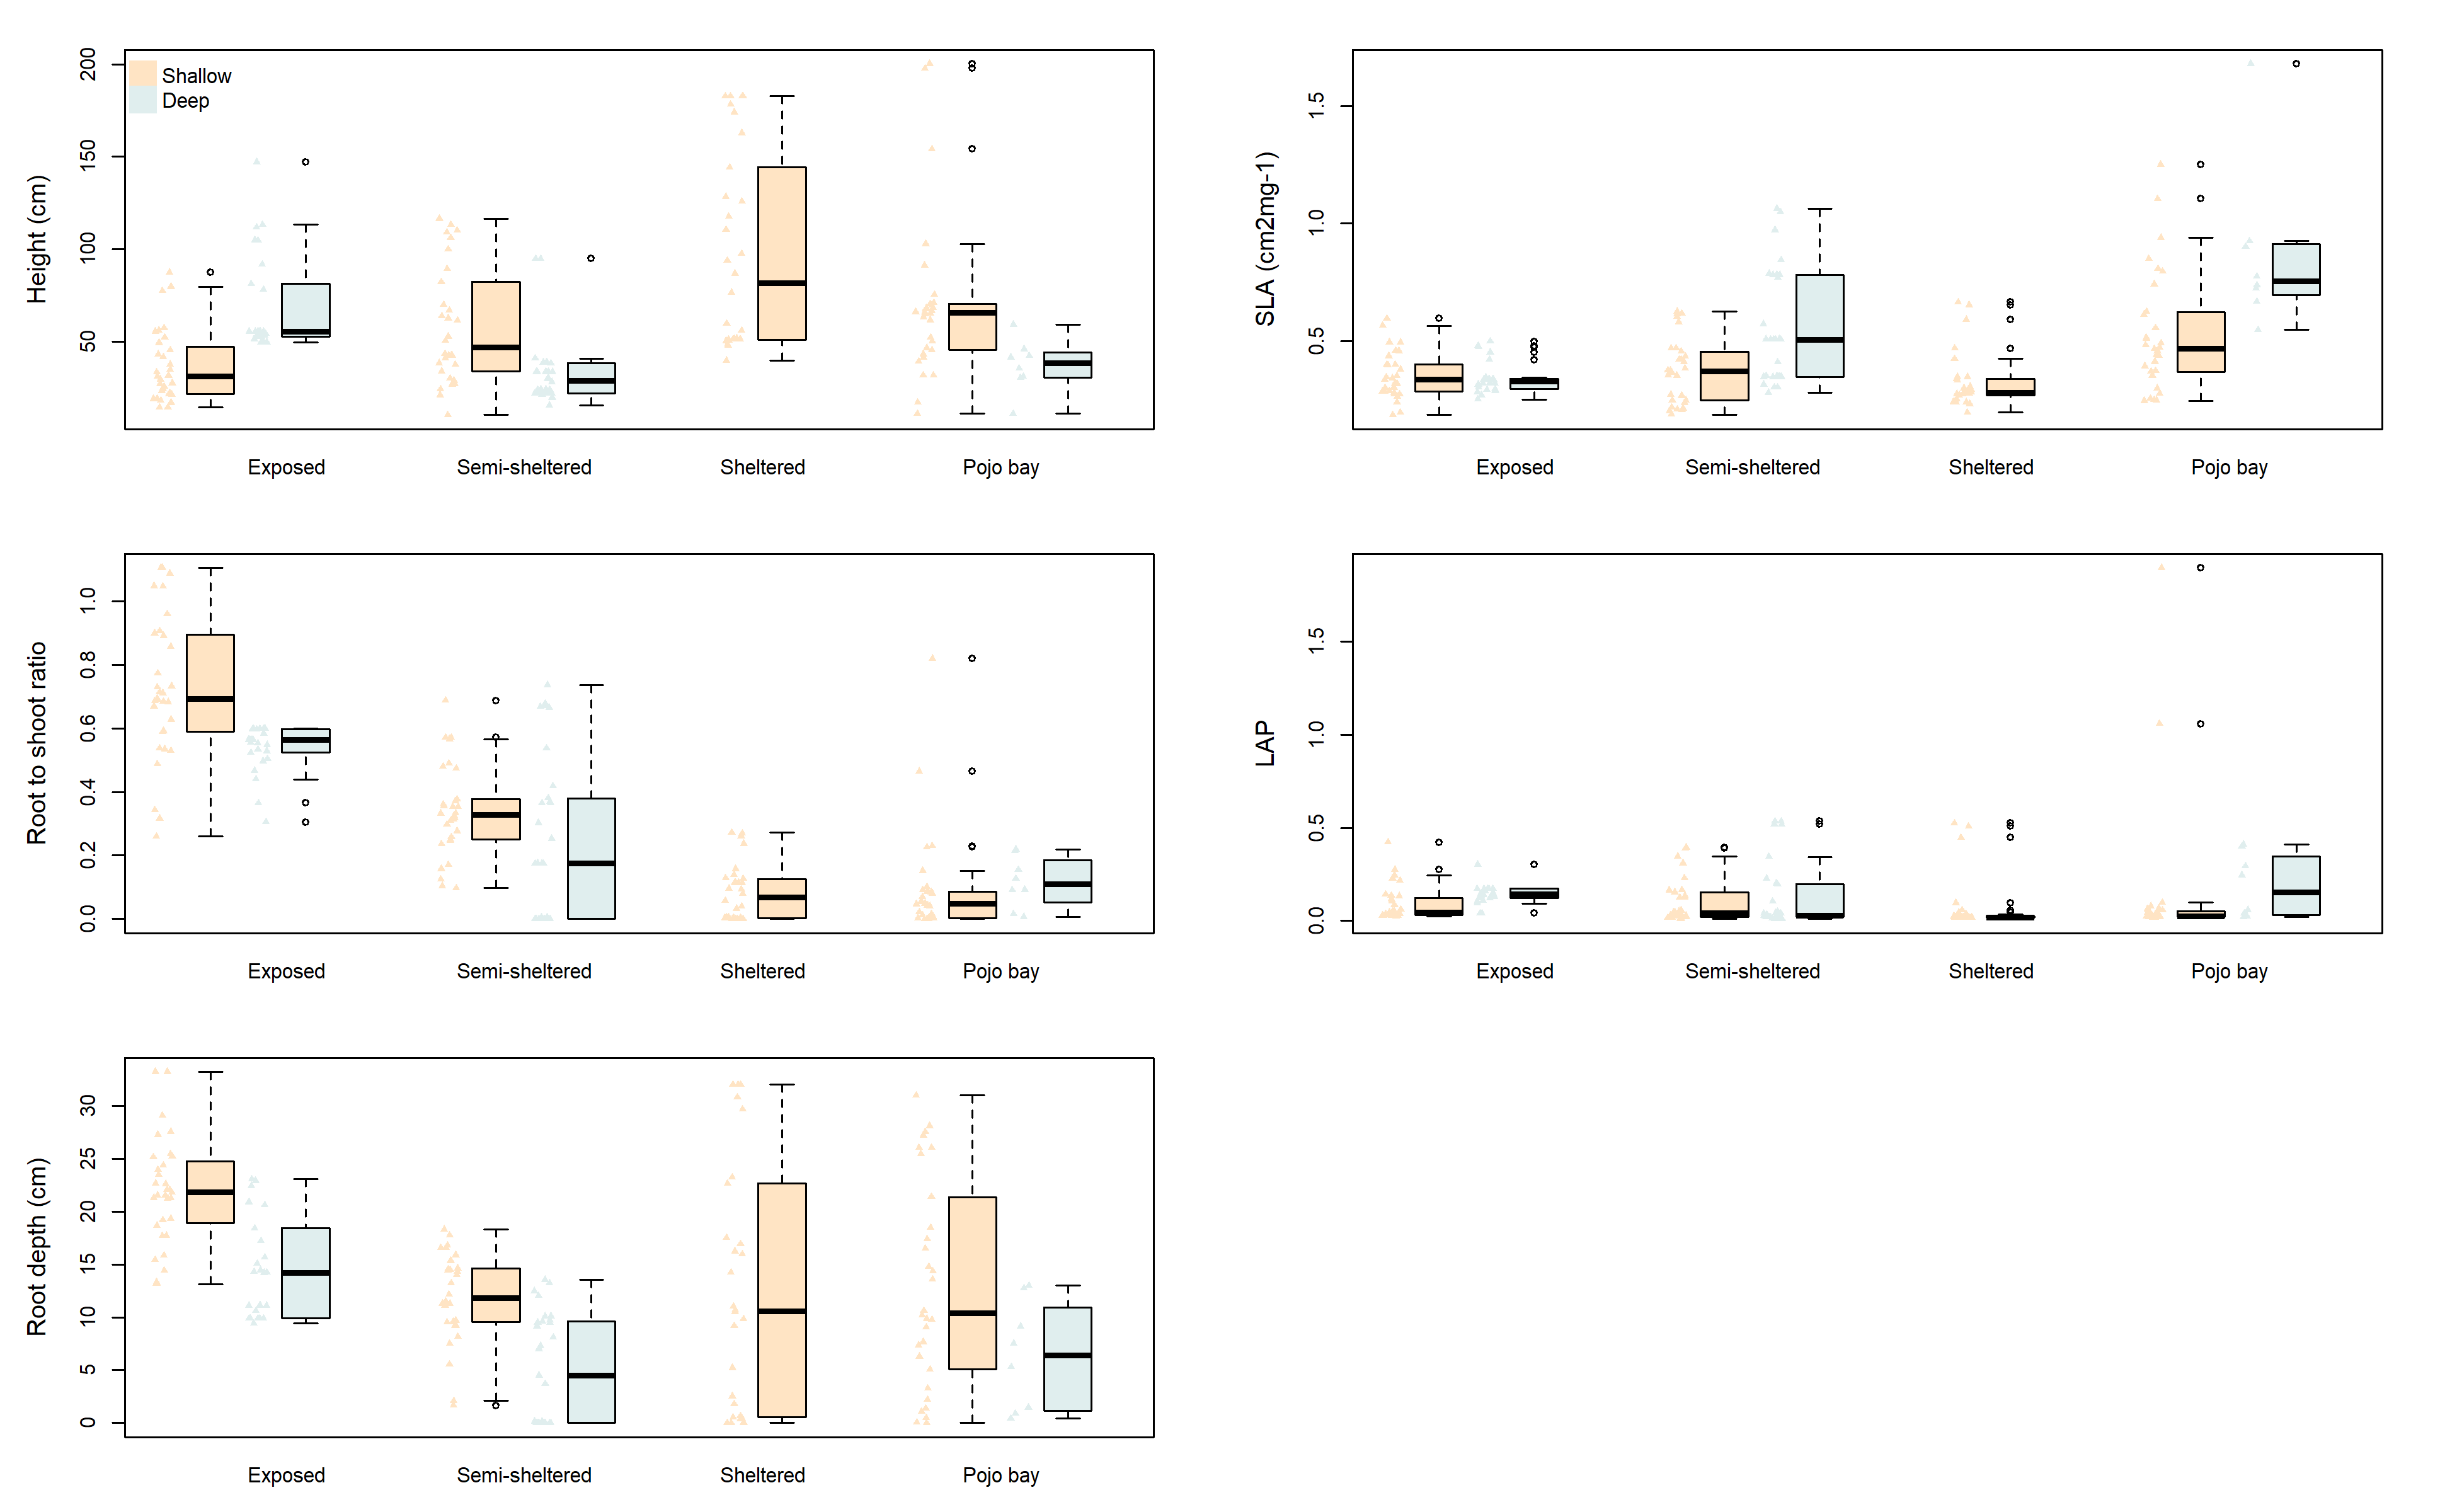 Height (cm)
200
150
100
50
Shallow
Deep
Exposed Semi-sheltered Sheltered Pojo bay
SLA (cm2mg-1)
1.5
1.0
0.5
Exposed Semi-sheltered Sheltered Pojo bay
Root to shoot ratio
1.0
0.8
0.6
0.4
0.2
0.0
Exposed Semi-sheltered Sheltered Pojo bay
LAP
1.5
1.0
0.5
0.0
Exposed Semi-sheltered Sheltered Pojo bay
Root depth (cm)
30
25
20
15
10
5
0
Exposed Semi-sheltered Sheltered Pojo bay